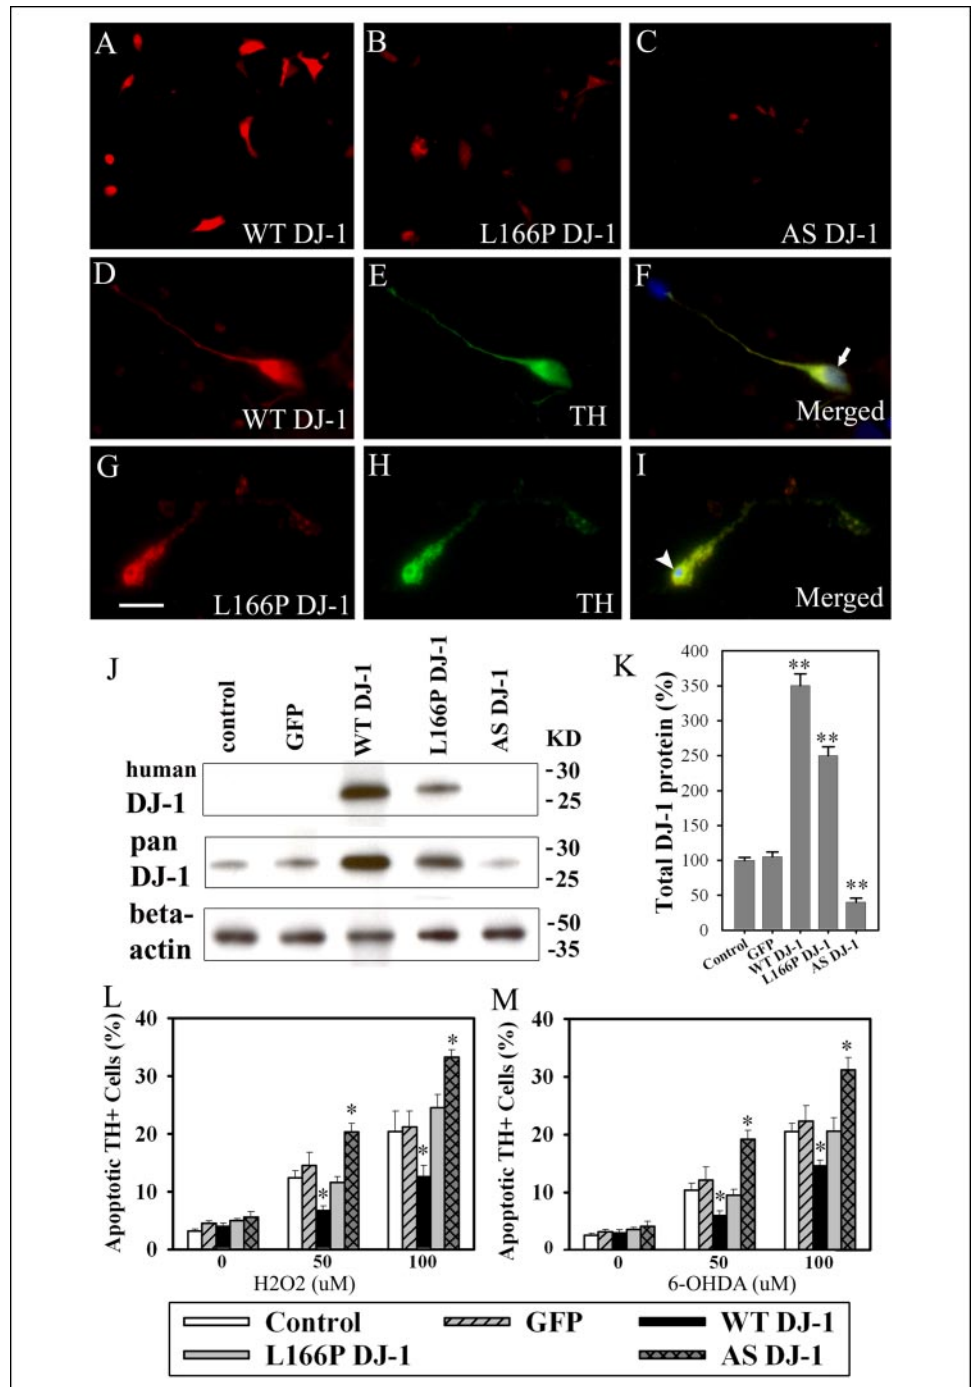 A
B
C
WT DJ-1
L166P DJ-1
AS DJ-1
D
E
F
WT DJ-1
TH
Merged
G
H
I
L166P DJ-1
TH
Merged
J
control
GFP
WT DJ-1
L166P DJ-1
AS DJ-1
KD
human
DJ-1
-30
-25
pan
DJ-1
-30
-25
beta-
actin
-50
-35
K
Total DJ-1 protein (%)
400
350
300
250
200
150
100
50
0
**
**
**
Control
GFP
WT DJ-1
L166P DJ-1
AS DJ-1
L
Apoptotic TH+ Cells (%)
40
30
20
10
0
*
*
*
*
0
50
100
H2O2 (uM)
M
Apoptotic TH+ Cells (%)
40
30
20
10
0
*
*
*
*
0
50
100
6-OHDA (uM)
Control
GFP
WT DJ-1
L166P DJ-1
AS DJ-1